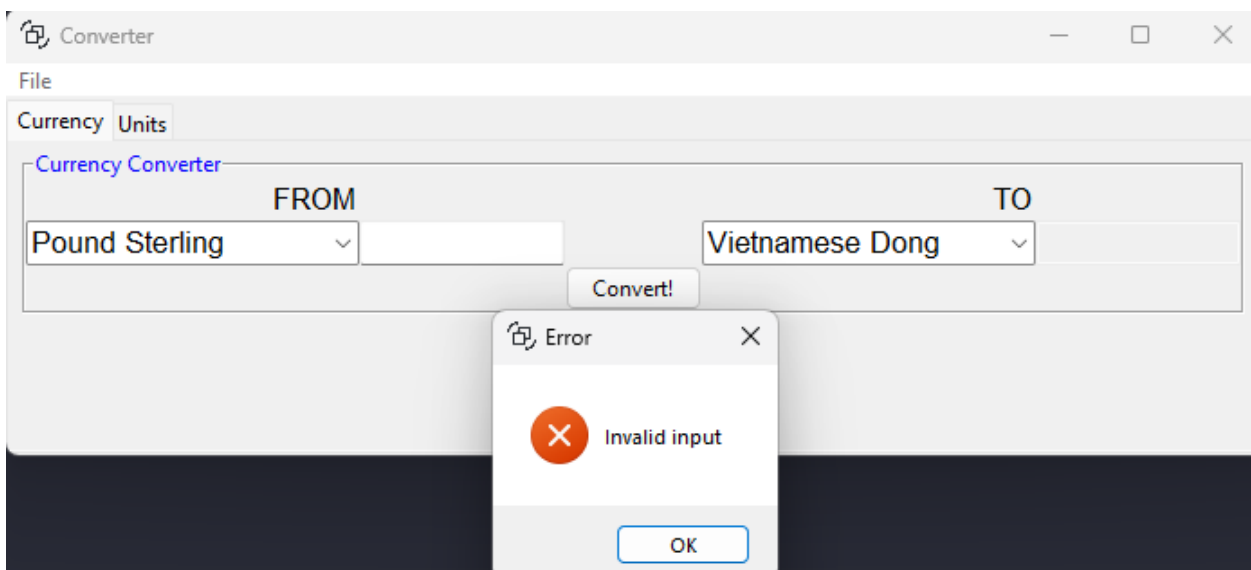 Converter
File
Currency Units
Currency Converter
FROM TO
Pound Sterling Vietnamese Dong
Convert!
Error
Invalid input
OK